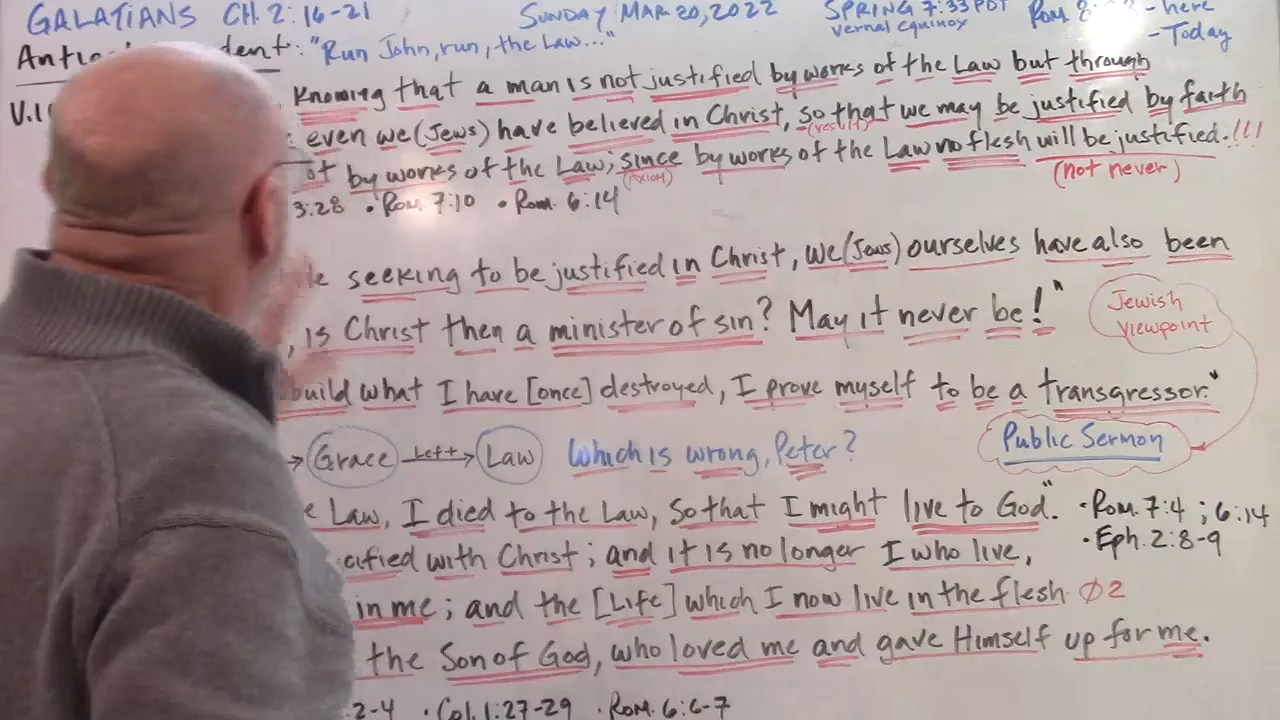 GALATIANS CH. 2:16-21 SUNDAY MAR 20, 2022 SPRING 7:33 PDT Rom. 8: - here
vernal equinox - Today
dent: "Run John, run, the Law..."
Knowing that a man is not justified by works of the Law but through
even we (Jews) have believed in Christ, so that we may be justified by faith
(result)
by works of the Law; since by works of the Law no flesh will be justified.!!!
(AXIOM) (not never)
3:28 • Rom. 7:10 • Rom. 6:14
seeking to be justified in Christ, we (Jews) ourselves have also been
is Christ then a minister of sin? May it never be!"
Jewish
viewpoint
what I have [once] destroyed, I prove myself to be a transgressor."
→ Grace Left → Law Which is wrong, Peter? Public Sermon
Law, I died to the Law, so that I might live to God." • Rom. 7:4 ; 6:14
with Christ; and it is no longer I who live, • Eph. 2:8-9
in me; and the [Life] which I now live in the flesh Ø2
the Son of God, who loved me and gave Himself up for me.
2-4 • Col. 1:27-29 • Rom. 6:6-7